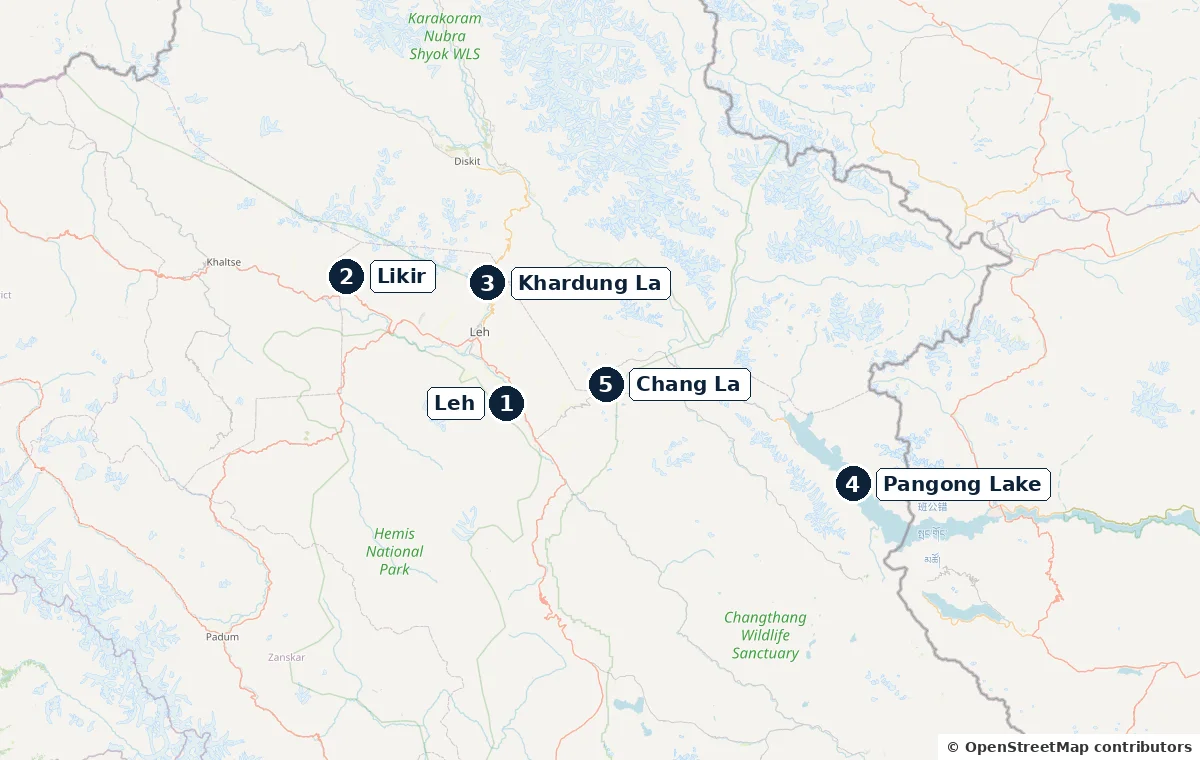 Karakoram
Nubra
Shyok WLS
Diskit
Khaltse
2 Likir
3 Khardung La
Leh
5 Chang La
Leh 1
4 Pangong Lake
班公错
Hemis
National
Park
Changthang
Wildlife
Sanctuary
Padum
Zanskar
© OpenStreetMap contributors